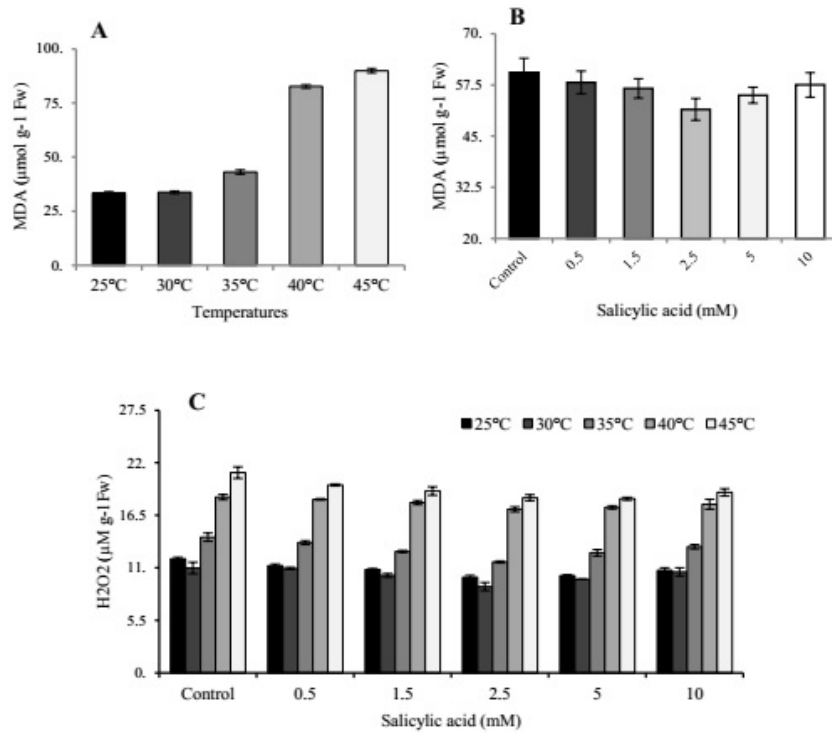 A
100.
75.
50.
25.
0.
MDA (µmol g-1 Fw)
25°C 30°C 35°C 40°C 45°C
Temperatures
B
70.
57.5
45.
32.5
20.
MDA (µmol g-1 Fw)
Control 0.5 1.5 2.5 5 10
Salicylic acid (mM)
C
27.5
22.
16.5
11.
5.5
0.
H2O2 (µM g-1Fw)
25°C 30°C 35°C 40°C 45°C
Control 0.5 1.5 2.5 5 10
Salicylic acid (mM)